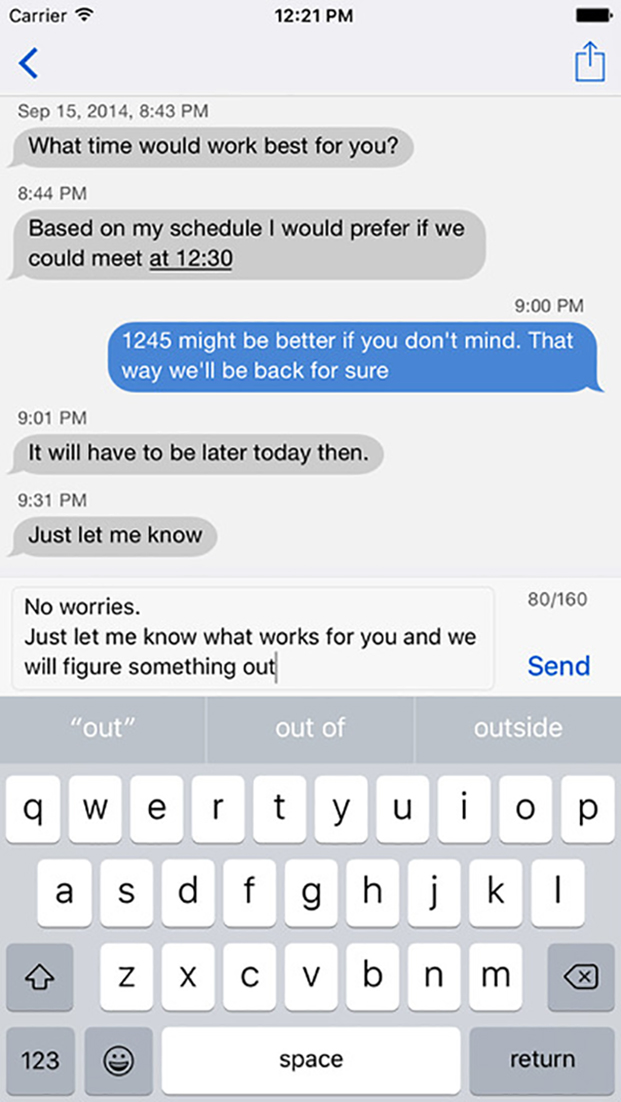 Carrier 12:21 PM
Sep 15, 2014, 8:43 PM
What time would work best for you?
8:44 PM
Based on my schedule I would prefer if we
could meet at 12:30
9:00 PM
1245 might be better if you don't mind. That
way we'll be back for sure
9:01 PM
It will have to be later today then.
9:31 PM
Just let me know
No worries.
Just let me know what works for you and we
will figure something out
80/160
Send
“out” out of outside
q w e r t y u i o p
a s d f g h j k l
z x c v b n m
123 space return